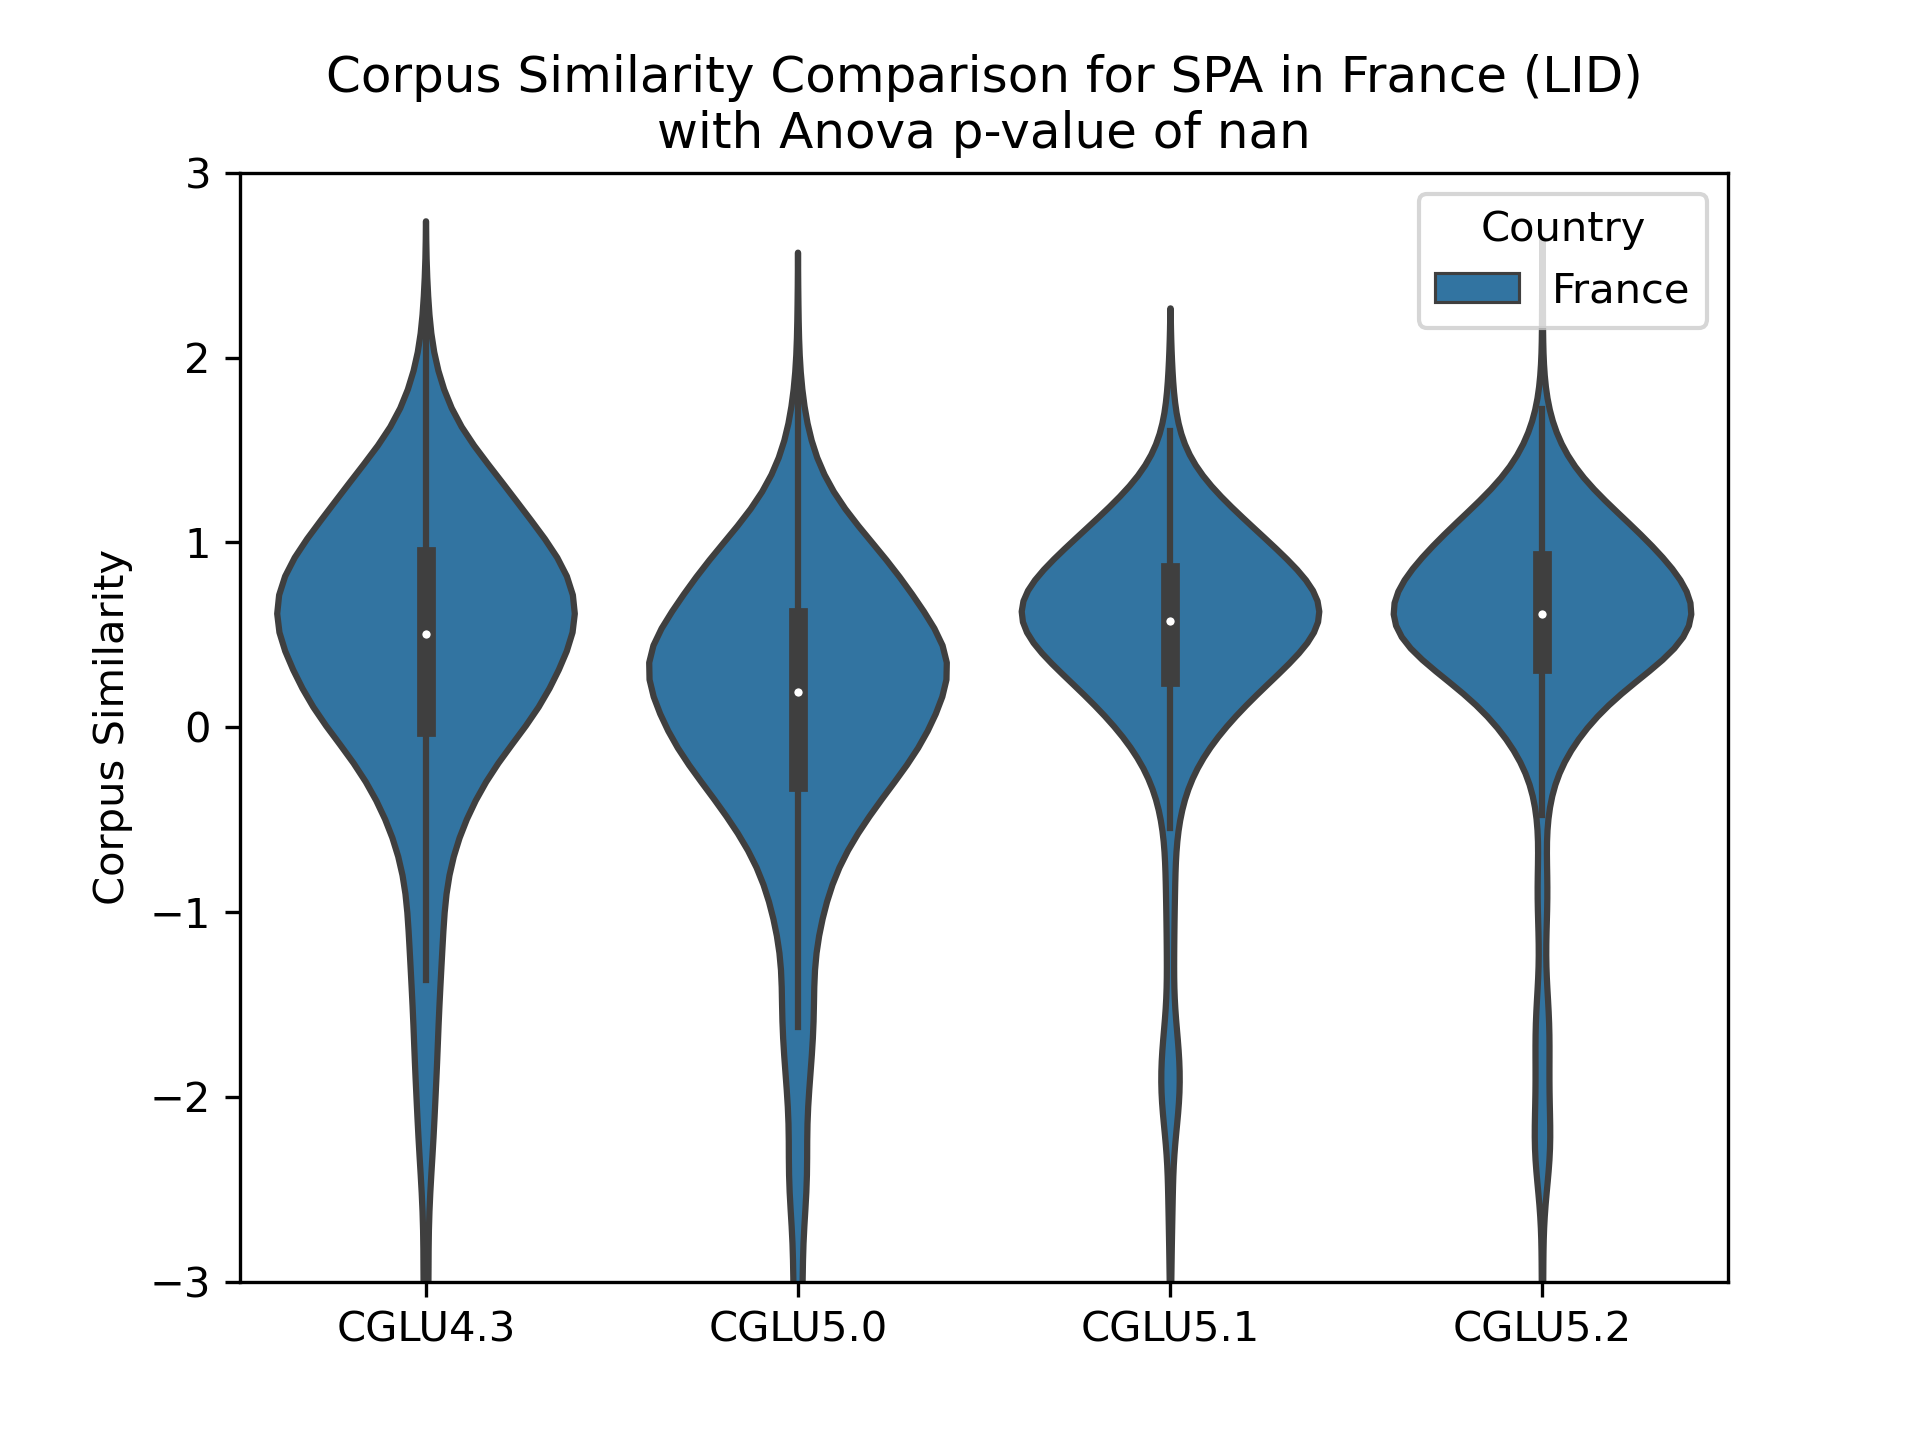 Corpus Similarity Comparison for SPA in France (LID)
with Anova p-value of nan
Country
France
Corpus Similarity
3
2
1
0
−1
−2
−3
CGLU4.3
CGLU5.0
CGLU5.1
CGLU5.2